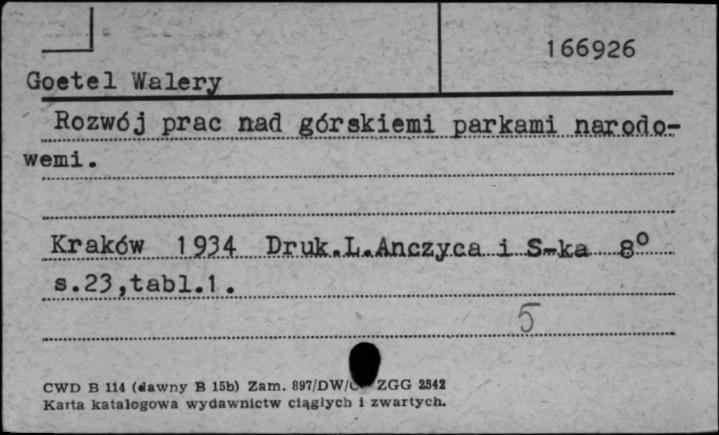 166926
Goetel Walery
Rozwój prac nad górskiemi parkami narodo-
wemi.
Kraków 1934 Druk.L.Anczyca i S-ka 8°
s.23,tabl.1.
5
CWD B 114 (dawny B 15b) Zam. 897/DW/ ZGG 2542
Karta katalogowa wydawnictw ciągłych i zwartych.